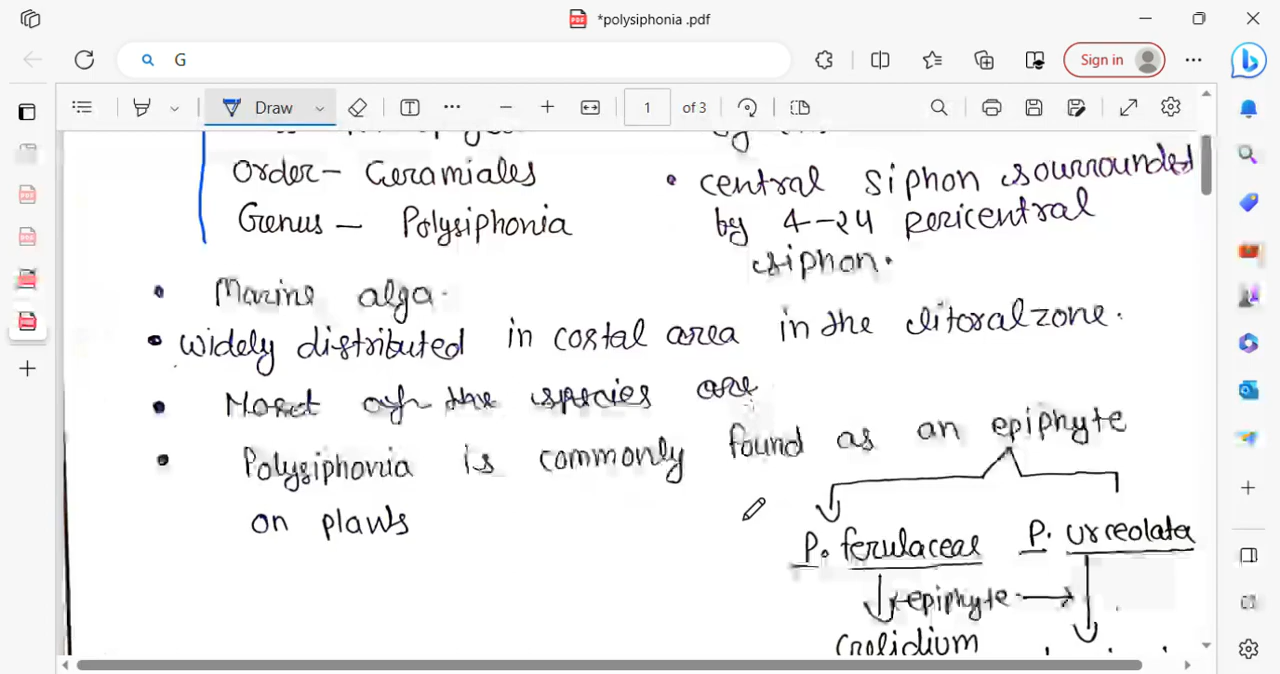 *polysiphonia .pdf
G
Sign in
Draw
1 of 3
Order- Ceramiales
Genus - Polysiphonia
• central siphon sourrounded
by 4-24 pericentral
siphon.
• Marine alga.
• widely distributed in costal area in the litoral zone.
• Most of the species are
• Polysiphonia is commonly found as an epiphyte
on plants
P. ferulaceae P. urceolata
epiphyte